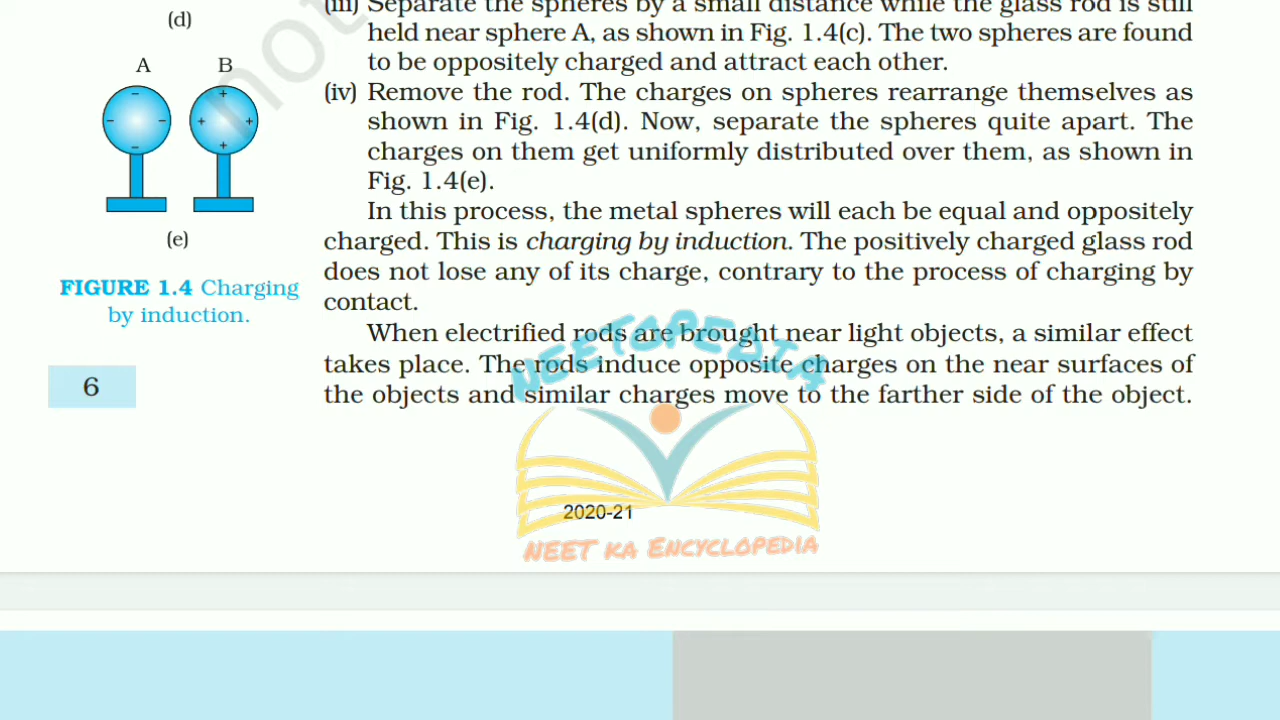 (d)
A B
(e)
FIGURE 1.4 Charging
by induction.
6
(iii) Separate the spheres by a small distance while the glass rod is still
held near sphere A, as shown in Fig. 1.4(c). The two spheres are found
to be oppositely charged and attract each other.
(iv) Remove the rod. The charges on spheres rearrange themselves as
shown in Fig. 1.4(d). Now, separate the spheres quite apart. The
charges on them get uniformly distributed over them, as shown in
Fig. 1.4(e).
In this process, the metal spheres will each be equal and oppositely
charged. This is charging by induction. The positively charged glass rod
does not lose any of its charge, contrary to the process of charging by
contact.
When electrified rods are brought near light objects, a similar effect
takes place. The rods induce opposite charges on the near surfaces of
the objects and similar charges move to the farther side of the object.
not
NEETOPEDIA
2020-21
NEET KA ENCYCLOPEDIA